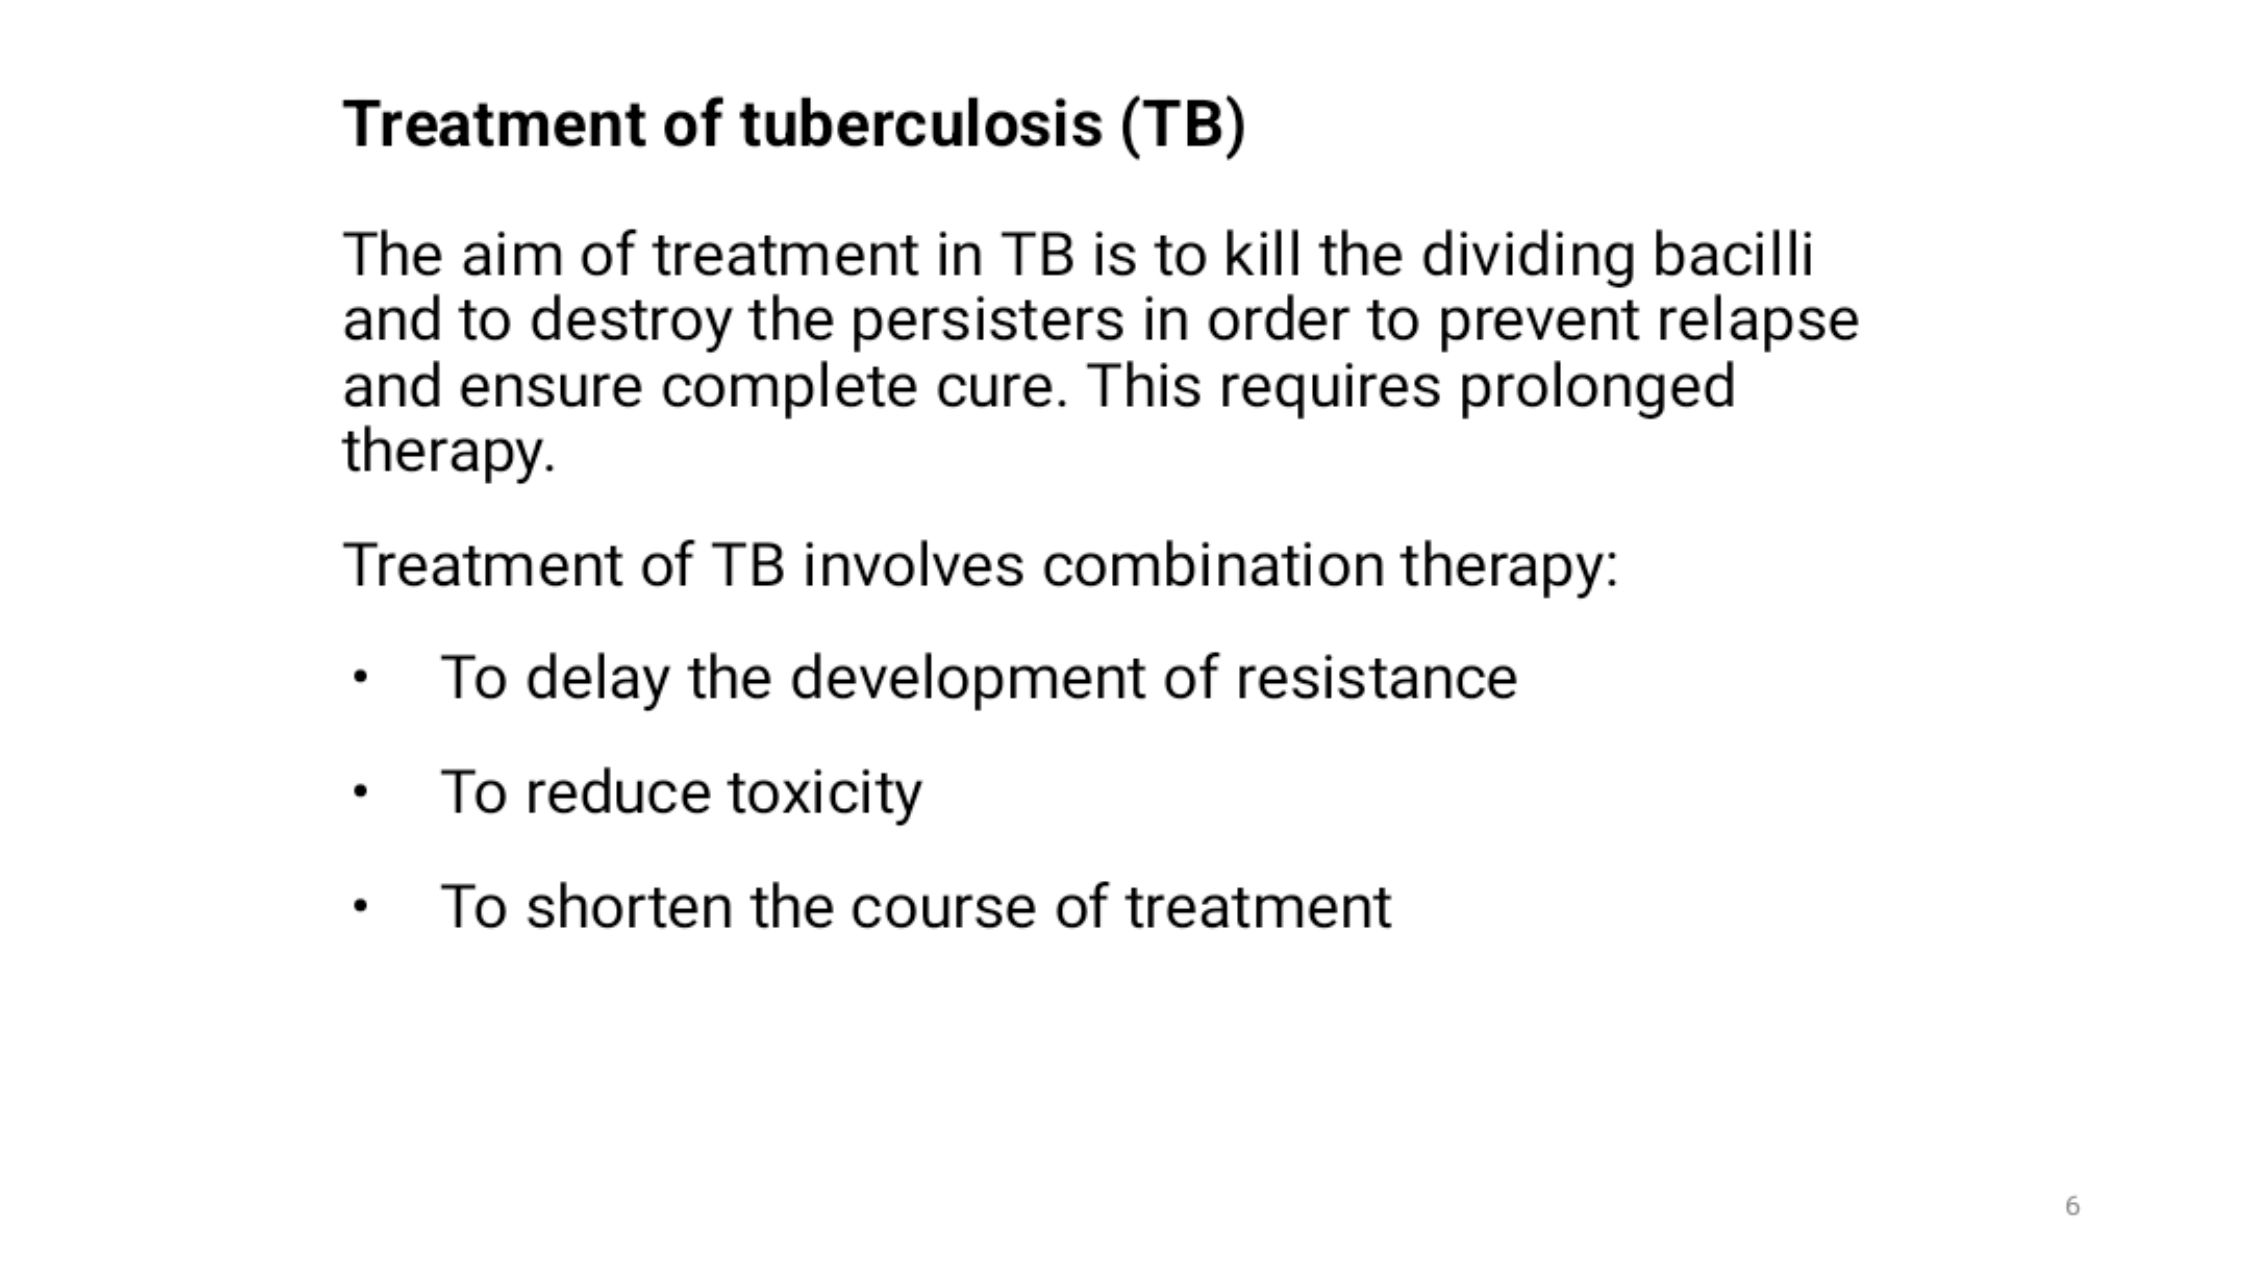 Treatment of tuberculosis (TB)
The aim of treatment in TB is to kill the dividing bacilli
and to destroy the persisters in order to prevent relapse
and ensure complete cure. This requires prolonged
therapy.
Treatment of TB involves combination therapy:
• To delay the development of resistance
• To reduce toxicity
• To shorten the course of treatment
6